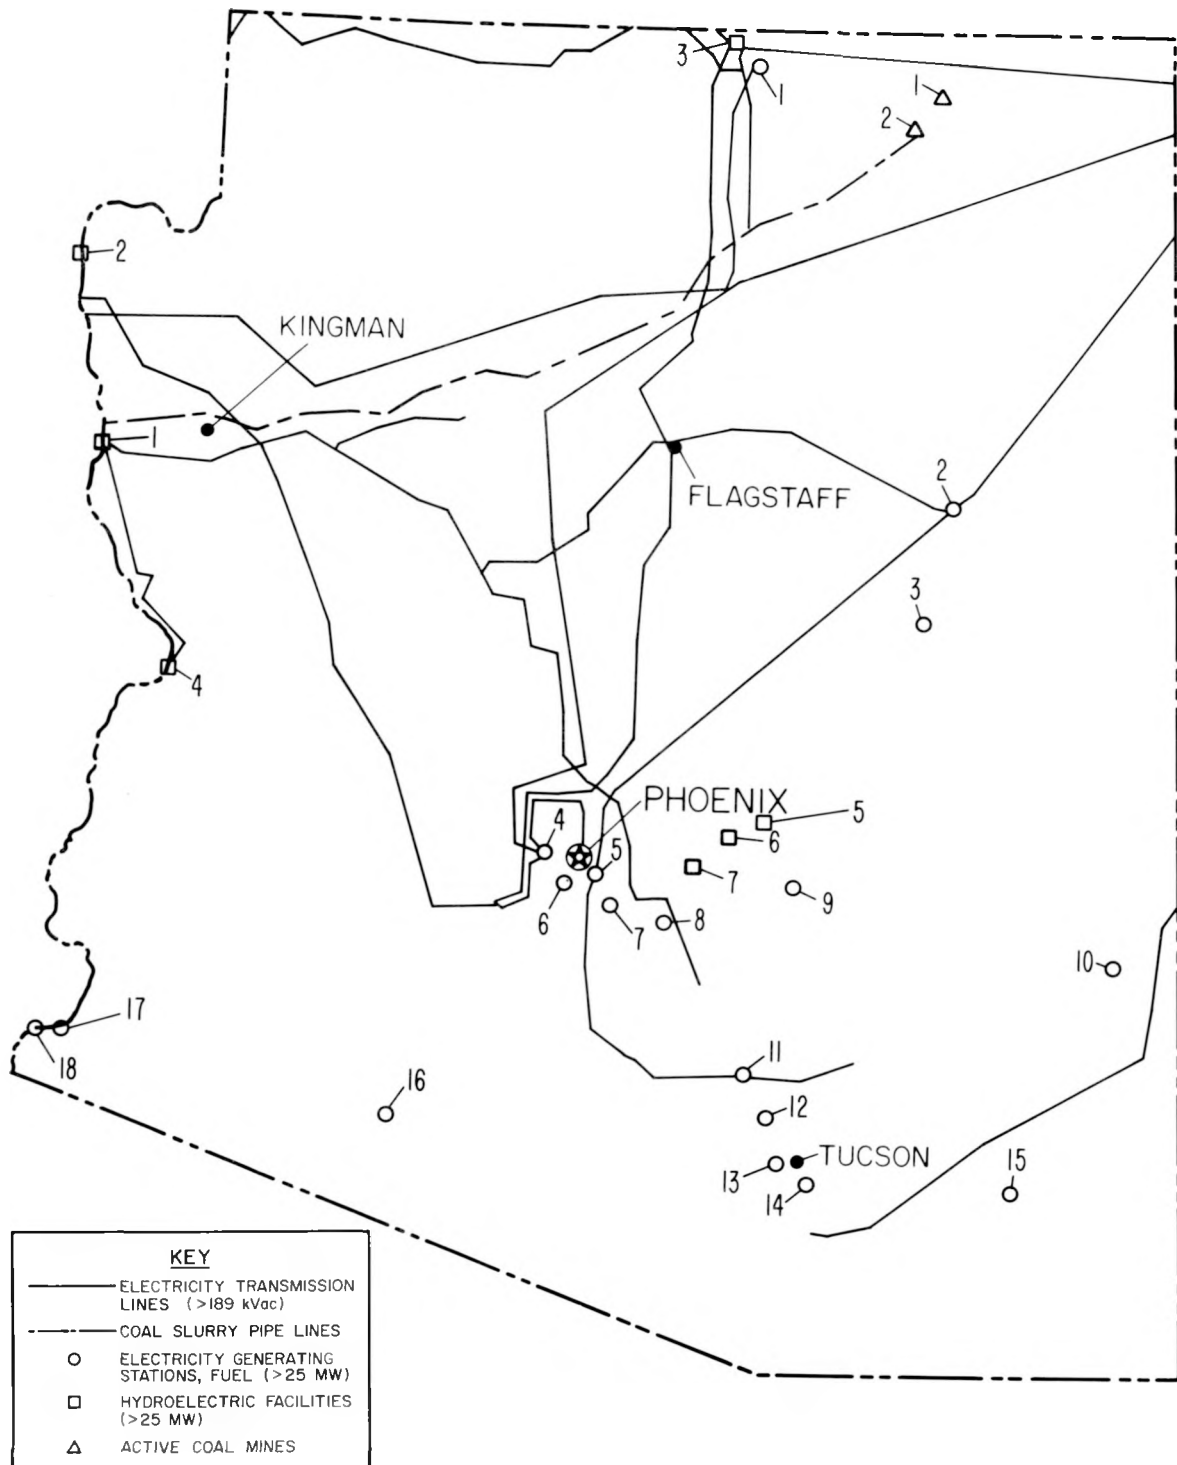 3
1
1
2
2
KINGMAN
1
FLAGSTAFF
2
3
4
PHOENIX
5
4
6
5
7
6
7
8
9
10
17
18
11
16
12
TUCSON
13
14
15
KEY
ELECTRICITY TRANSMISSION
LINES (>189 kVac)
COAL SLURRY PIPE LINES
ELECTRICITY GENERATING
STATIONS, FUEL (>25 MW)
HYDROELECTRIC FACILITIES
(>25 MW)
ACTIVE COAL MINES